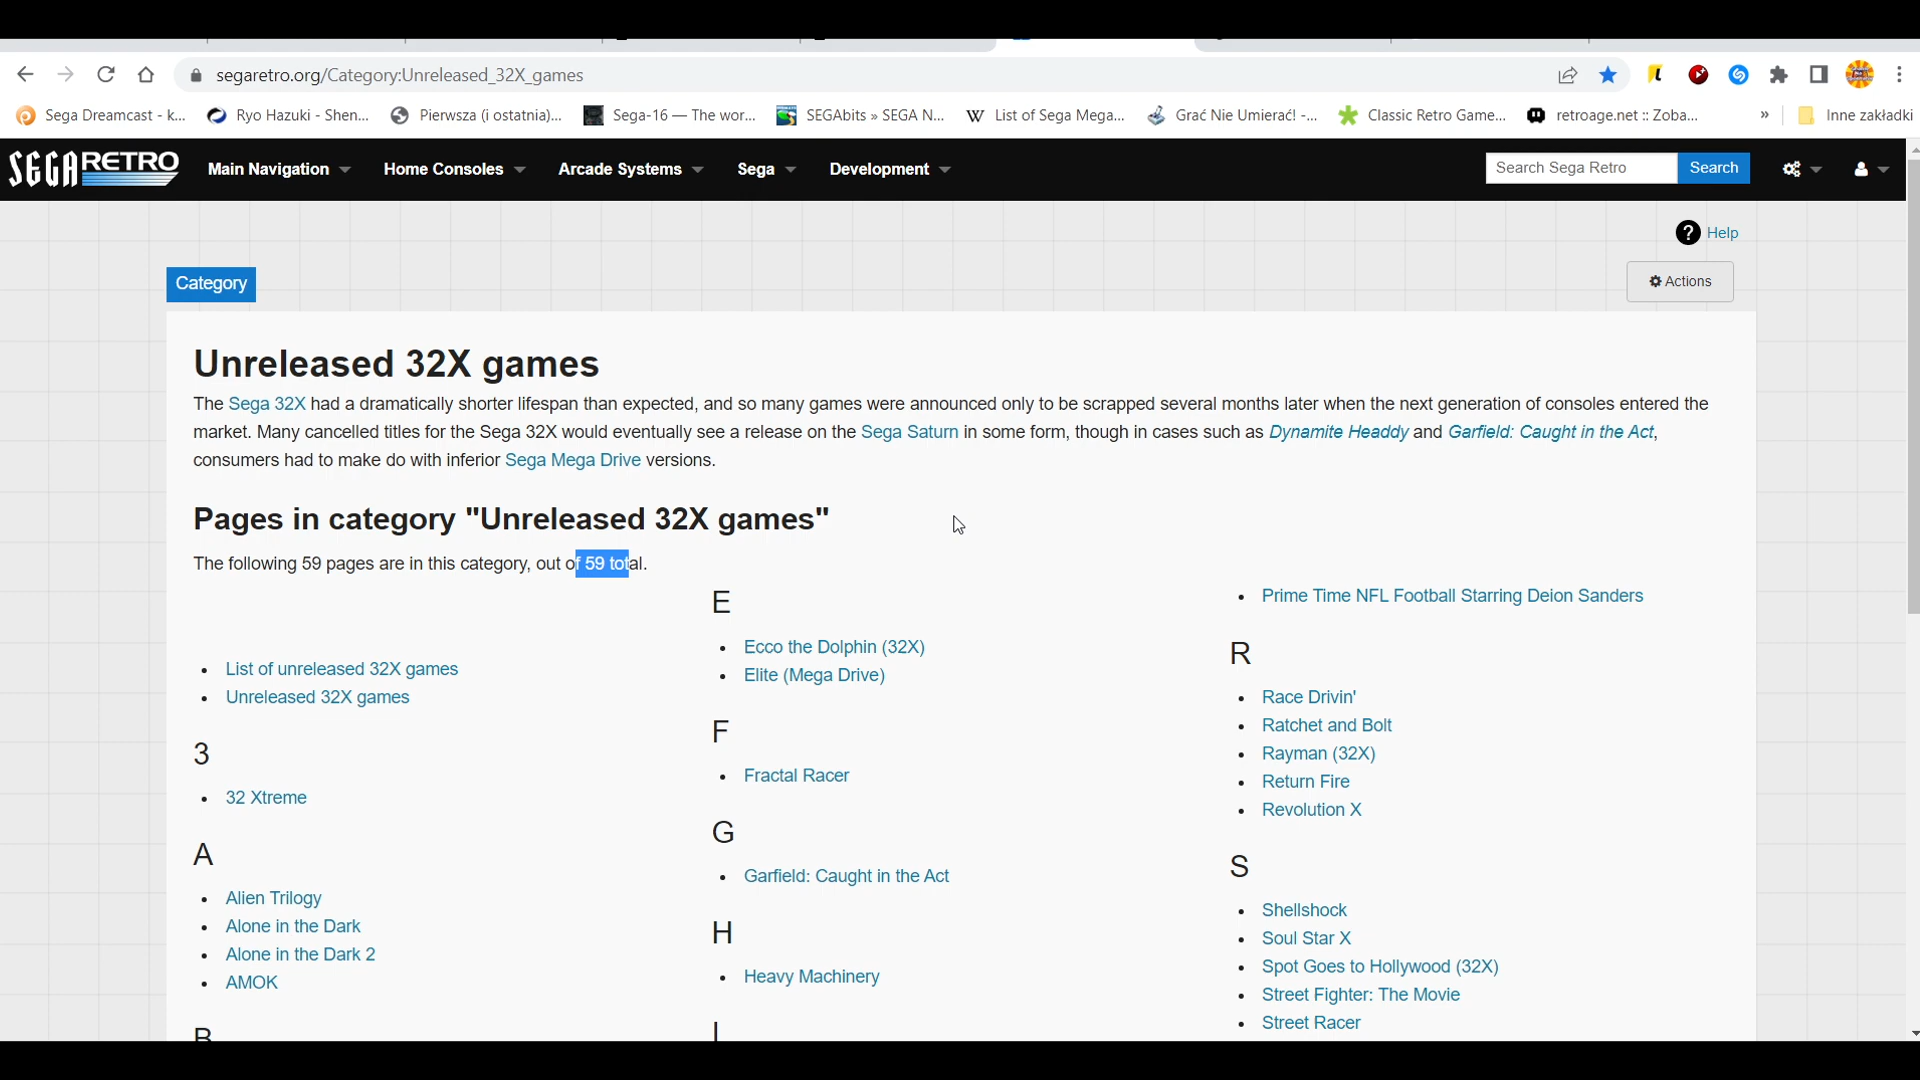 segaretro.org/Category:Unreleased_32X_games
Sega Dreamcast - k... Ryo Hazuki - Shen... Pierwsza (i ostatnia)... Sega-16 — The wor... SEGAbits » SEGA N... List of Sega Mega... Grać Nie Umierać! -... Classic Retro Game... retroage.net :: Zoba... » Inne zakładki
SEGA RETRO Main Navigation Home Consoles Arcade Systems Sega Development Search Sega Retro Search
? Help
Category
Actions
Unreleased 32X games
The Sega 32X had a dramatically shorter lifespan than expected, and so many games were announced only to be scrapped several months later when the next generation of consoles entered the
market. Many cancelled titles for the Sega 32X would eventually see a release on the Sega Saturn in some form, though in cases such as Dynamite Headdy and Garfield: Caught in the Act,
consumers had to make do with inferior Sega Mega Drive versions.
Pages in category "Unreleased 32X games"
The following 59 pages are in this category, out of 59 total.
List of unreleased 32X games
Unreleased 32X games
3
32 Xtreme
A
Alien Trilogy
Alone in the Dark
Alone in the Dark 2
AMOK
B
E
Ecco the Dolphin (32X)
Elite (Mega Drive)
F
Fractal Racer
G
Garfield: Caught in the Act
H
Heavy Machinery
I
Prime Time NFL Football Starring Deion Sanders
R
Race Drivin'
Ratchet and Bolt
Rayman (32X)
Return Fire
Revolution X
S
Shellshock
Soul Star X
Spot Goes to Hollywood (32X)
Street Fighter: The Movie
Street Racer